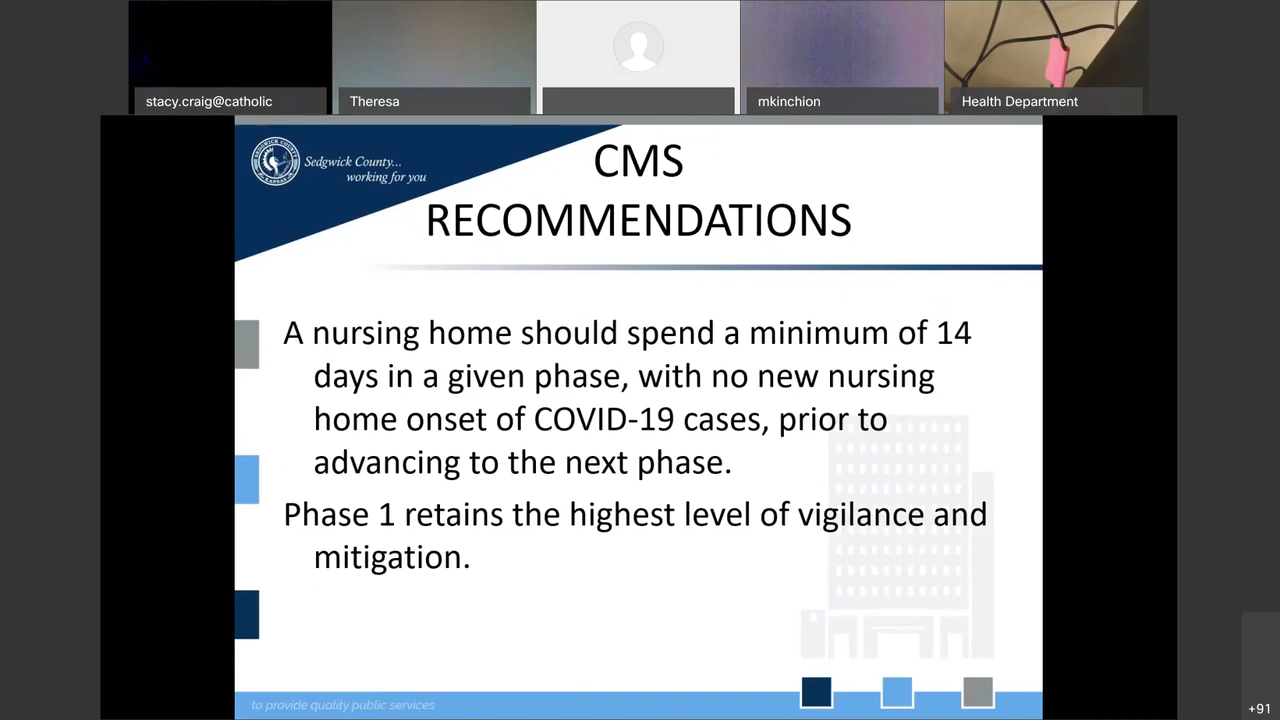 stacy.craig@catholic
Theresa
mkinchion
Health Department
Sedgwick County...
working for you
CMS
RECOMMENDATIONS
A nursing home should spend a minimum of 14
days in a given phase, with no new nursing
home onset of COVID-19 cases, prior to
advancing to the next phase.
Phase 1 retains the highest level of vigilance and
mitigation.
to provide quality public services
+91